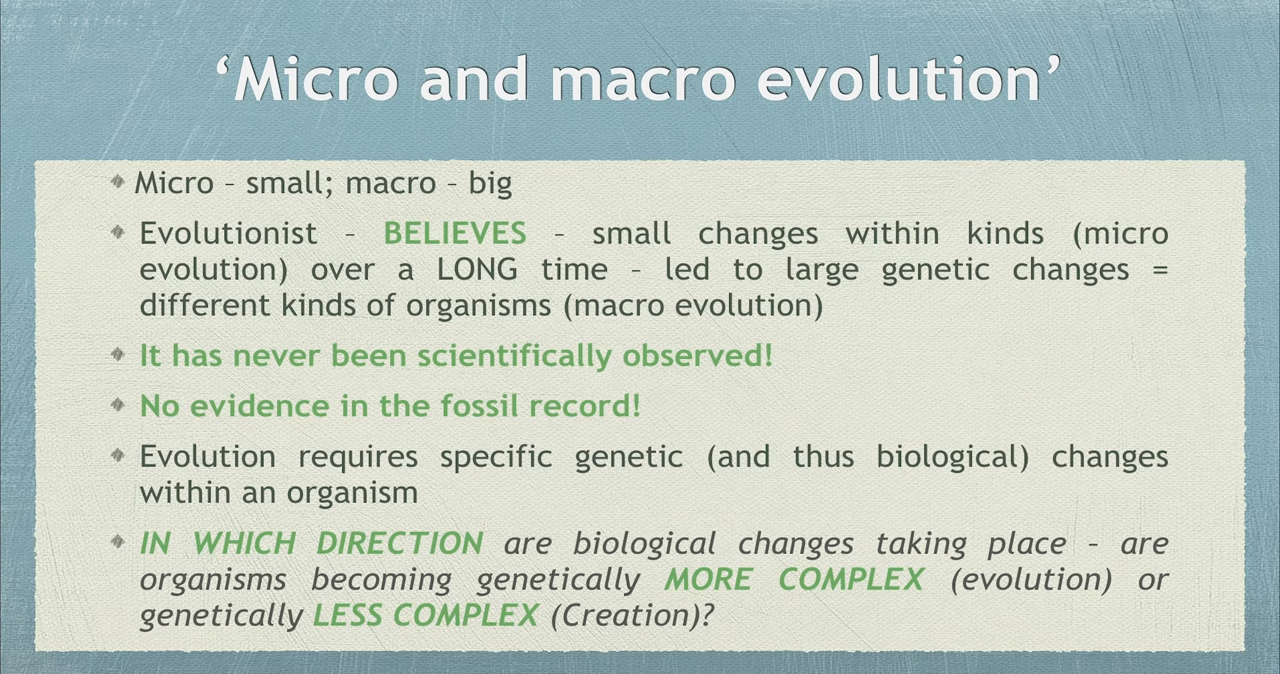 ‘Micro and macro evolution’
Micro – small; macro – big
Evolutionist – BELIEVES – small changes within kinds (micro
evolution) over a LONG time – led to large genetic changes =
different kinds of organisms (macro evolution)
It has never been scientifically observed!
No evidence in the fossil record!
Evolution requires specific genetic (and thus biological) changes
within an organism
IN WHICH DIRECTION are biological changes taking place – are
organisms becoming genetically MORE COMPLEX (evolution) or
genetically LESS COMPLEX (Creation)?